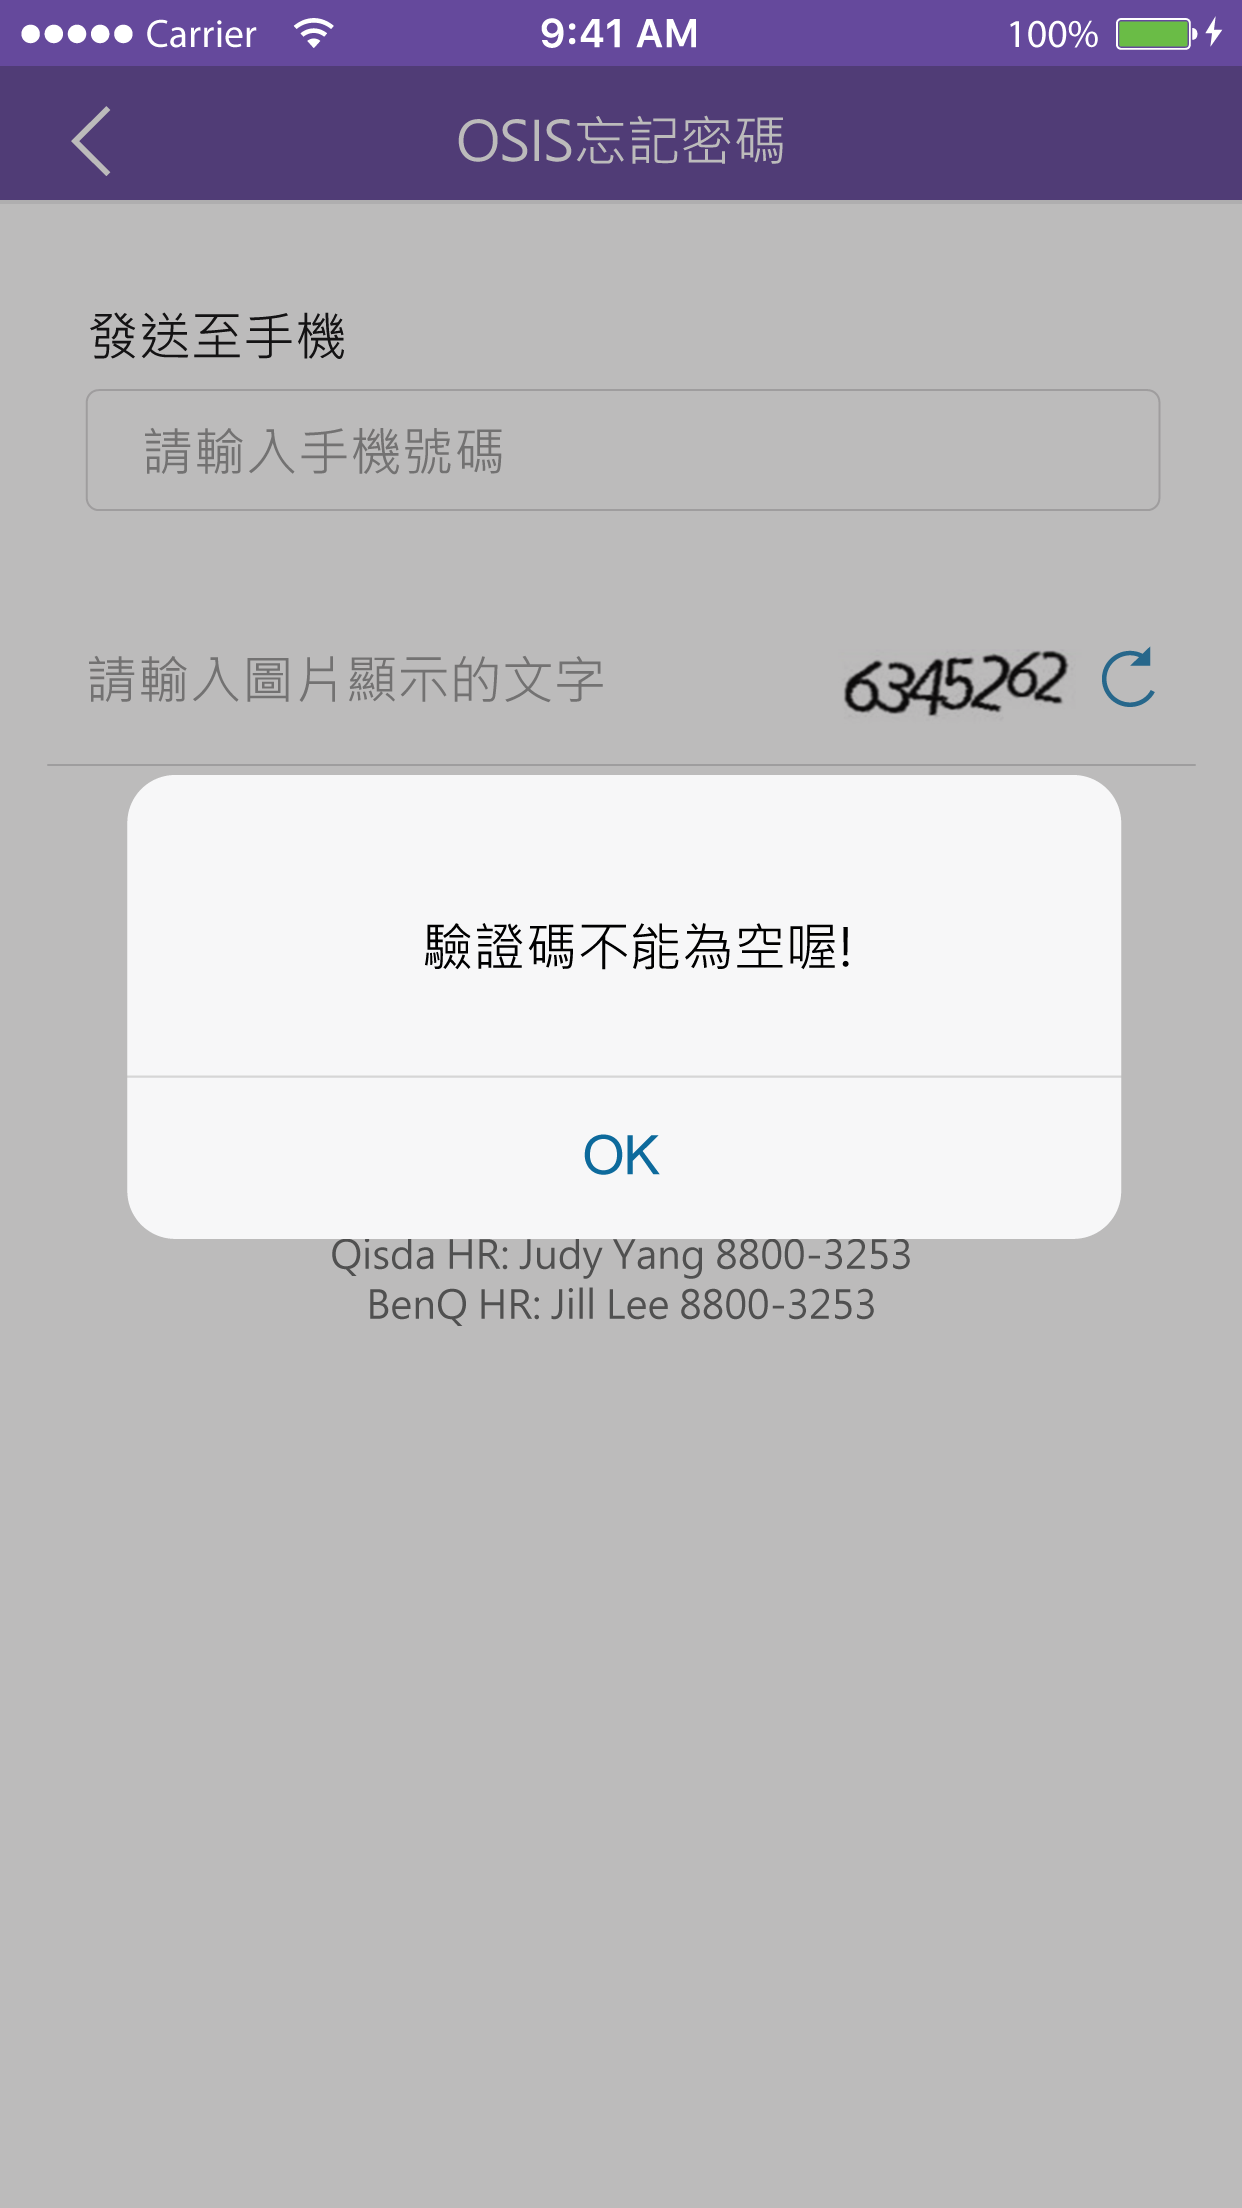 Carrier 9:41 AM 100%
OSIS忘記密碼
發送至手機
請輸入手機號碼
請輸入圖片顯示的文字 6345262
驗證碼不能為空喔!
OK
Qisda HR: Judy Yang 8800-3253
BenQ HR: Jill Lee 8800-3253